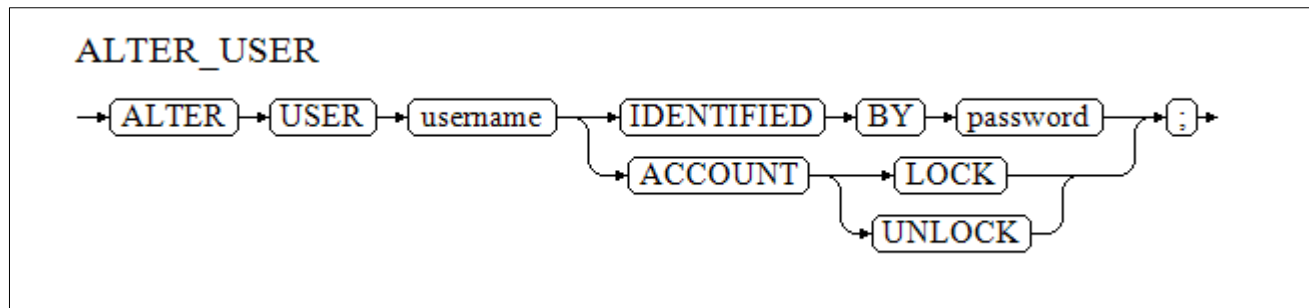 ALTER_USER
ALTER USER username IDENTIFIED BY password ;
ACCOUNT LOCK
UNLOCK